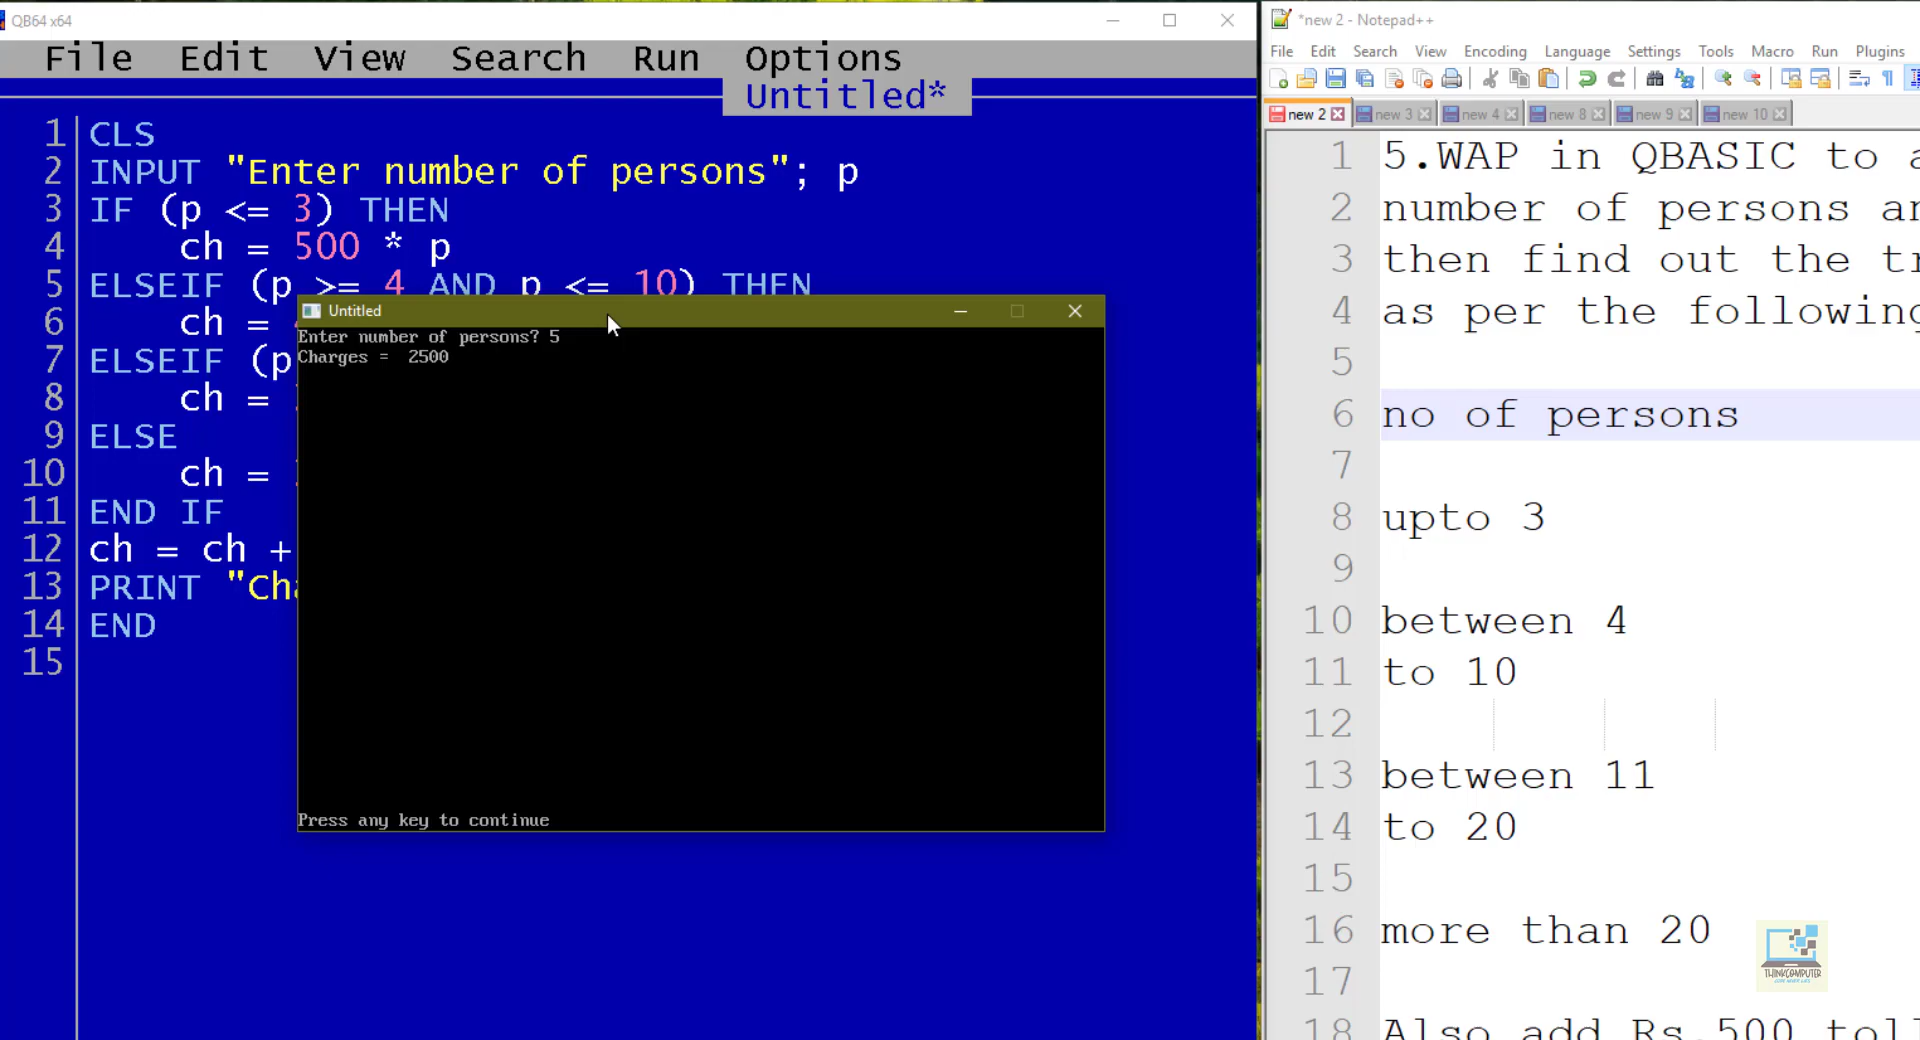 QB64 x64
File Edit View Search Run Options
Untitled*
1 CLS
2 INPUT "Enter number of persons"; p
3 IF (p <= 3) THEN
4 ch = 500 * p
5 ELSEIF (p >= 4 AND p <= 10) THEN
6 ch =
7 ELSEIF (p
8 ch =
9 ELSE
10 ch =
11 END IF
12 ch = ch +
13 PRINT "Cha
14 END
15
Untitled
Enter number of persons? 5
Charges = 2500
Press any key to continue
*new 2 - Notepad++
File Edit Search View Encoding Language Settings Tools Macro Run Plugins
new 2 new 3 new 4 new 8 new 9 new 10
1 5.WAP in QBASIC to a
2 number of persons an
3 then find out the tr
4 as per the following
5
6 no of persons
7
8 upto 3
9
10 between 4
11 to 10
12
13 between 11
14 to 20
15
16 more than 20
17
18 Also add Rs.500 toll
THINKCOMPUTER